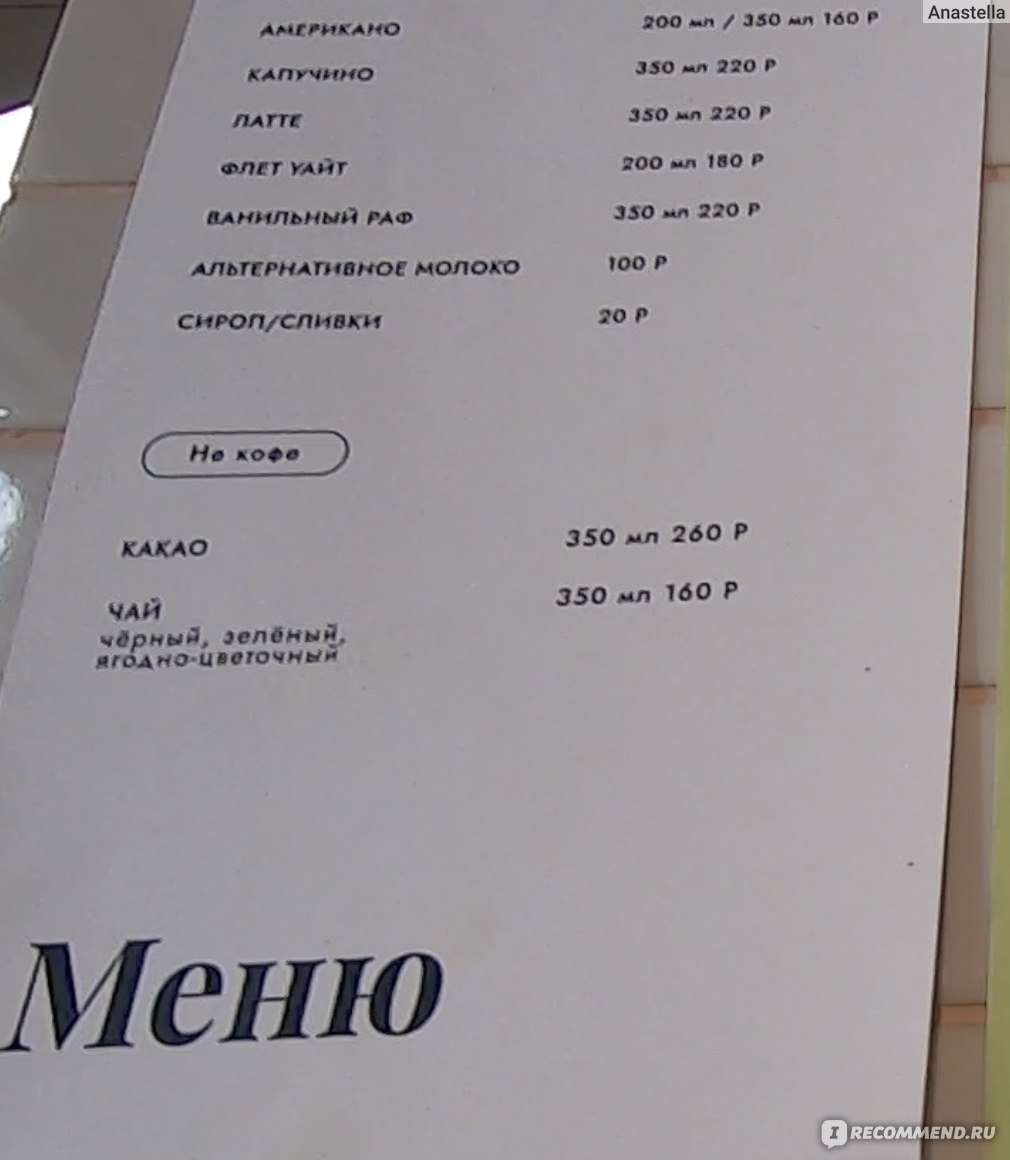 Anastella
АМЕРИКАНО 200 мл / 350 мл 160 Р
КАПУЧИНО 350 мл 220 Р
ЛАТТЕ 350 мл 220 Р
ФЛЕТ УАЙТ 200 мл 180 Р
ВАНИЛЬНЫЙ РАФ 350 мл 220 Р
АЛЬТЕРНАТИВНОЕ МОЛОКО 100 Р
СИРОП/СЛИВКИ 20 Р
Не кофе
КАКАО 350 мл 260 Р
ЧАЙ 350 мл 160 Р
чёрный, зелёный,
ягодно-цветочный
Меню
IRECOMMEND.RU